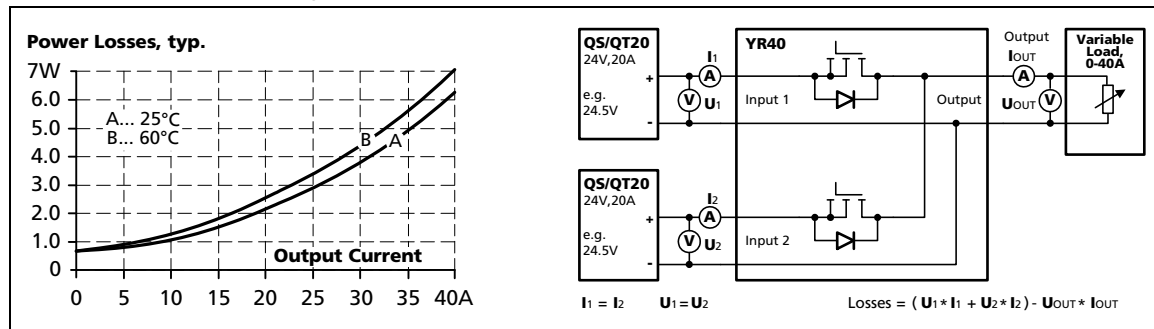 Power Losses, typ.
7W
6.0
5.0
4.0
3.0
2.0
1.0
0
A... 25°C
B... 60°C
B
A
Output Current
0 5 10 15 20 25 30 35 40A
QS/QT20
24V,20A
e.g.
24.5V
+
-
I1
A
V
U1
YR40
Input 1
Output
Output
IOUT
A
UOUT
V
Variable
Load,
0-40A
QS/QT20
24V,20A
e.g.
24.5V
+
-
I2
A
V
U2
Input 2
I1 = I2 U1=U2
Losses = ( U1* I1 + U2* I2 ) - UOUT* IOUT